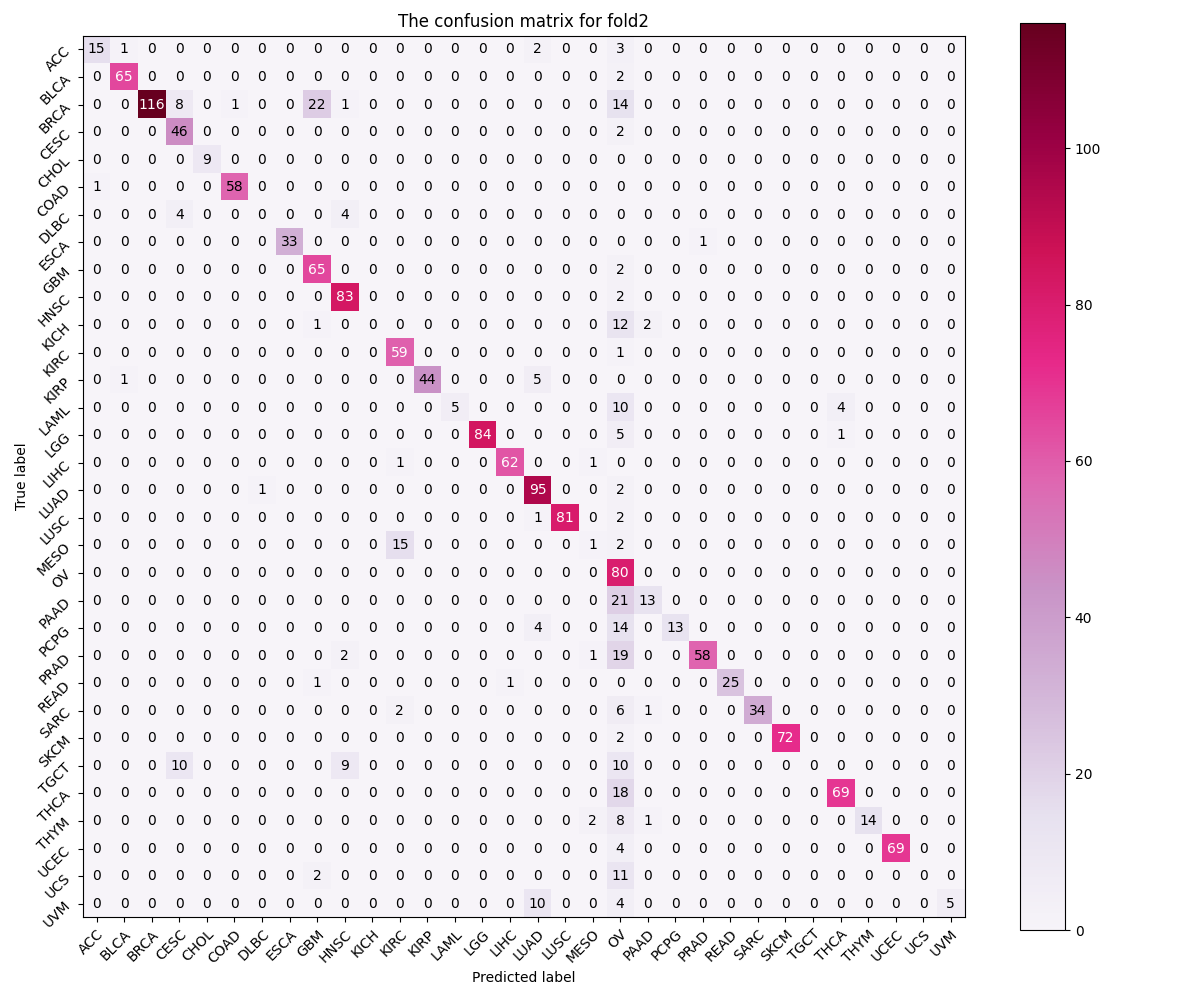 The confusion matrix for fold2
ACC 15 1 0 0 0 0 0 0 0 0 0 0 0 0 0 0 2 0 0 3 0 0 0 0 0 0 0 0 0 0 0 0
BLCA 0 65 0 0 0 0 0 0 0 0 0 0 0 0 0 0 0 0 0 2 0 0 0 0 0 0 0 0 0 0 0 0
BRCA 0 0 116 8 0 1 0 0 22 1 0 0 0 0 0 0 0 0 0 14 0 0 0 0 0 0 0 0 0 0 0 0
CESC 0 0 0 46 0 0 0 0 0 0 0 0 0 0 0 0 0 0 0 2 0 0 0 0 0 0 0 0 0 0 0 0
CHOL 0 0 0 0 9 0 0 0 0 0 0 0 0 0 0 0 0 0 0 0 0 0 0 0 0 0 0 0 0 0 0 0
COAD 1 0 0 0 0 58 0 0 0 0 0 0 0 0 0 0 0 0 0 0 0 0 0 0 0 0 0 0 0 0 0 0
DLBC 0 0 0 4 0 0 0 0 0 4 0 0 0 0 0 0 0 0 0 0 0 0 0 0 0 0 0 0 0 0 0 0
ESCA 0 0 0 0 0 0 0 33 0 0 0 0 0 0 0 0 0 0 0 0 0 0 1 0 0 0 0 0 0 0 0 0
GBM 0 0 0 0 0 0 0 0 65 0 0 0 0 0 0 0 0 0 0 2 0 0 0 0 0 0 0 0 0 0 0 0
HNSC 0 0 0 0 0 0 0 0 0 83 0 0 0 0 0 0 0 0 0 2 0 0 0 0 0 0 0 0 0 0 0 0
KICH 0 0 0 0 0 0 0 0 1 0 0 0 0 0 0 0 0 0 0 12 2 0 0 0 0 0 0 0 0 0 0 0
KIRC 0 0 0 0 0 0 0 0 0 0 0 59 0 0 0 0 0 0 0 1 0 0 0 0 0 0 0 0 0 0 0 0
KIRP 0 1 0 0 0 0 0 0 0 0 0 0 44 0 0 0 5 0 0 0 0 0 0 0 0 0 0 0 0 0 0 0
LAML 0 0 0 0 0 0 0 0 0 0 0 0 0 5 0 0 0 0 0 10 0 0 0 0 0 0 0 4 0 0 0 0
LGG 0 0 0 0 0 0 0 0 0 0 0 0 0 0 84 0 0 0 0 5 0 0 0 0 0 0 0 1 0 0 0 0
LIHC 0 0 0 0 0 0 0 0 0 0 0 1 0 0 0 62 0 0 1 0 0 0 0 0 0 0 0 0 0 0 0 0
LUAD 0 0 0 0 0 0 1 0 0 0 0 0 0 0 0 0 95 0 0 2 0 0 0 0 0 0 0 0 0 0 0 0
LUSC 0 0 0 0 0 0 0 0 0 0 0 0 0 0 0 0 1 81 0 2 0 0 0 0 0 0 0 0 0 0 0 0
MESO 0 0 0 0 0 0 0 0 0 0 0 15 0 0 0 0 0 0 1 2 0 0 0 0 0 0 0 0 0 0 0 0
OV 0 0 0 0 0 0 0 0 0 0 0 0 0 0 0 0 0 0 0 80 0 0 0 0 0 0 0 0 0 0 0 0
PAAD 0 0 0 0 0 0 0 0 0 0 0 0 0 0 0 0 0 0 0 21 13 0 0 0 0 0 0 0 0 0 0 0
PCPG 0 0 0 0 0 0 0 0 0 0 0 0 0 0 0 0 4 0 0 14 0 13 0 0 0 0 0 0 0 0 0 0
PRAD 0 0 0 0 0 0 0 0 0 2 0 0 0 0 0 0 0 0 1 19 0 0 58 0 0 0 0 0 0 0 0 0
READ 0 0 0 0 0 0 0 0 1 0 0 0 0 0 0 1 0 0 0 0 0 0 0 25 0 0 0 0 0 0 0 0
SARC 0 0 0 0 0 0 0 0 0 0 0 2 0 0 0 0 0 0 0 6 1 0 0 0 34 0 0 0 0 0 0 0
SKCM 0 0 0 0 0 0 0 0 0 0 0 0 0 0 0 0 0 0 0 2 0 0 0 0 0 72 0 0 0 0 0 0
TGCT 0 0 0 10 0 0 0 0 0 9 0 0 0 0 0 0 0 0 0 10 0 0 0 0 0 0 0 0 0 0 0 0
THCA 0 0 0 0 0 0 0 0 0 0 0 0 0 0 0 0 0 0 0 18 0 0 0 0 0 0 0 69 0 0 0 0
THYM 0 0 0 0 0 0 0 0 0 0 0 0 0 0 0 0 0 0 2 8 1 0 0 0 0 0 0 0 14 0 0 0
UCEC 0 0 0 0 0 0 0 0 0 0 0 0 0 0 0 0 0 0 0 4 0 0 0 0 0 0 0 0 0 69 0 0
UCS 0 0 0 0 0 0 0 0 2 0 0 0 0 0 0 0 0 0 0 11 0 0 0 0 0 0 0 0 0 0 0 0
UVM 0 0 0 0 0 0 0 0 0 0 0 0 0 0 0 0 10 0 0 4 0 0 0 0 0 0 0 0 0 0 0 5
ACC BLCA BRCA CESC CHOL COAD DLBC ESCA GBM HNSC KICH KIRC KIRP LAML LGG LIHC LUAD LUSC MESO OV PAAD PCPG PRAD READ SARC SKCM TGCT THCA THYM UCEC UCS UVM
Predicted label
True label
100
80
60
40
20
0